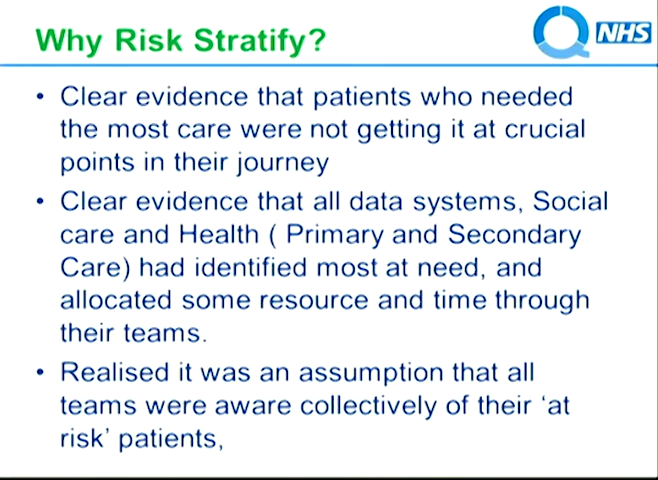 Why Risk Stratify?
NHS
• Clear evidence that patients who needed
the most care were not getting it at crucial
points in their journey
• Clear evidence that all data systems, Social
care and Health ( Primary and Secondary
Care) had identified most at need, and
allocated some resource and time through
their teams.
• Realised it was an assumption that all
teams were aware collectively of their ‘at
risk’ patients,